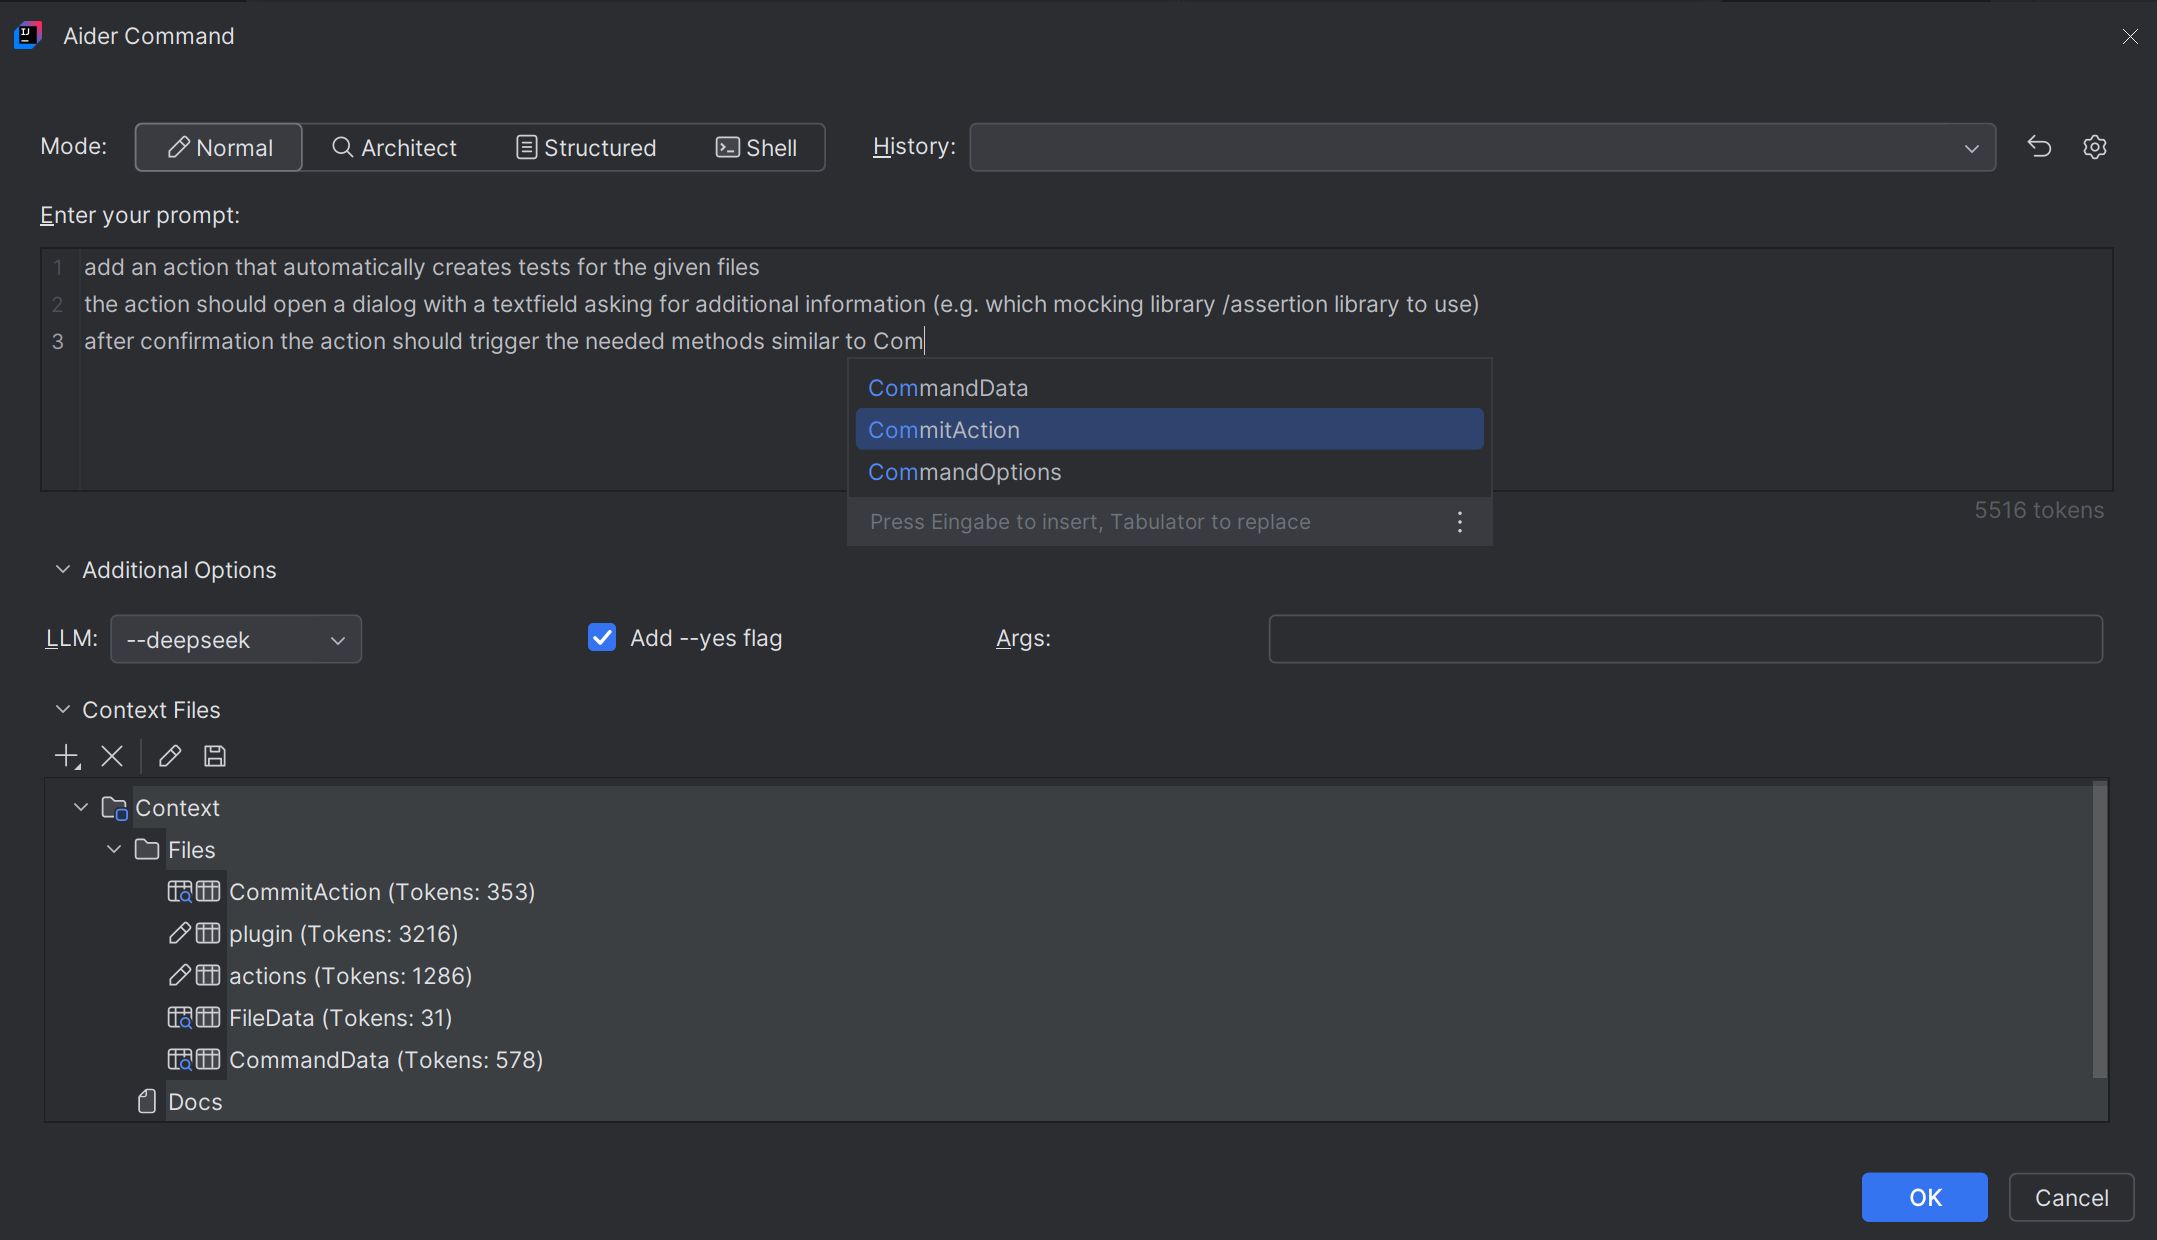 Aider Command
Mode: Normal Architect Structured Shell History:
Enter your prompt:
1 add an action that automatically creates tests for the given files
2 the action should open a dialog with a textfield asking for additional information (e.g. which mocking library /assertion library to use)
3 after confirmation the action should trigger the needed methods similar to Com
CommandData
CommitAction
CommandOptions
Press Eingabe to insert, Tabulator to replace
5516 tokens
Additional Options
LLM: --deepseek Add --yes flag Args:
Context Files
Context
Files
CommitAction (Tokens: 353)
plugin (Tokens: 3216)
actions (Tokens: 1286)
FileData (Tokens: 31)
CommandData (Tokens: 578)
Docs
OK Cancel